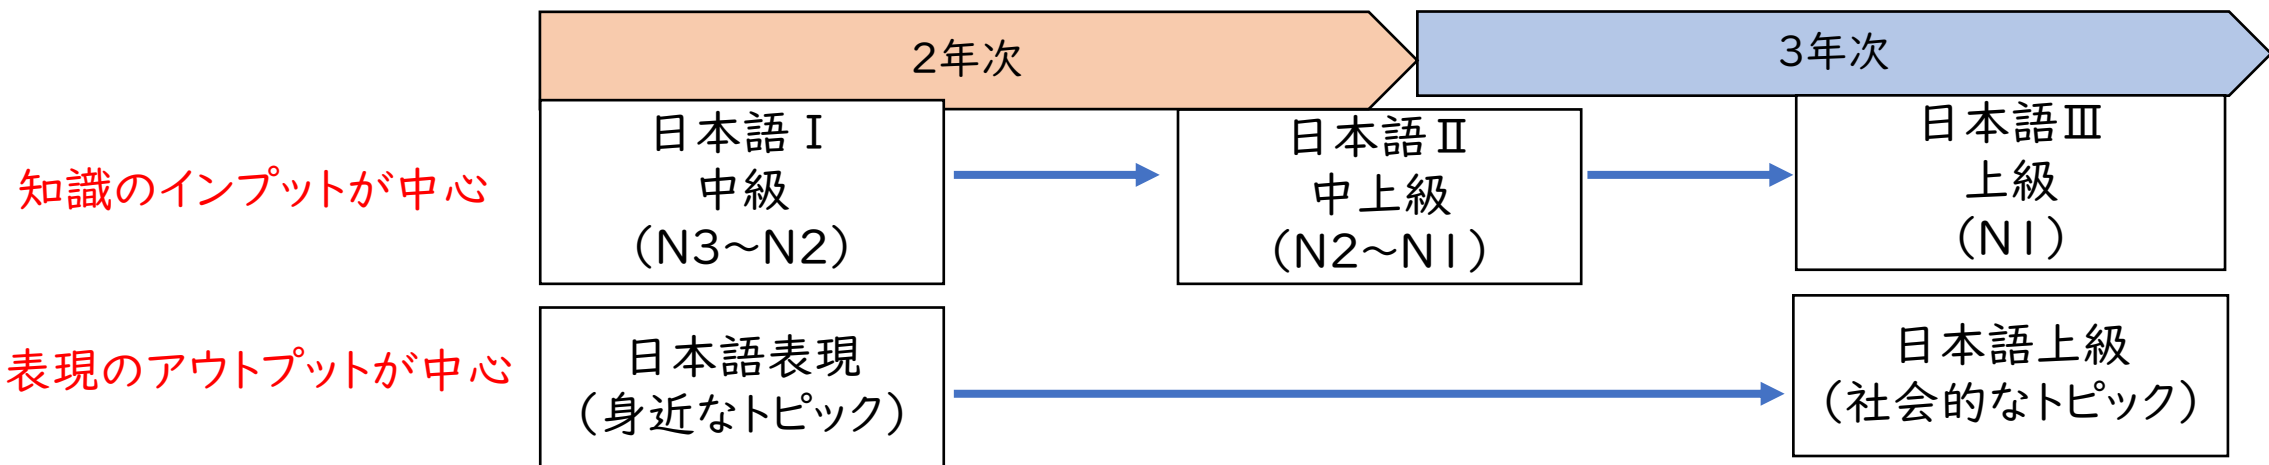 2年次
3年次
知識のインプットが中心
日本語Ⅰ
中級
（N3～N2）
日本語Ⅱ
中上級
（N2～N1）
日本語Ⅲ
上級
（N1）
表現のアウトプットが中心
日本語表現
（身近なトピック）
日本語上級
（社会的なトピック）